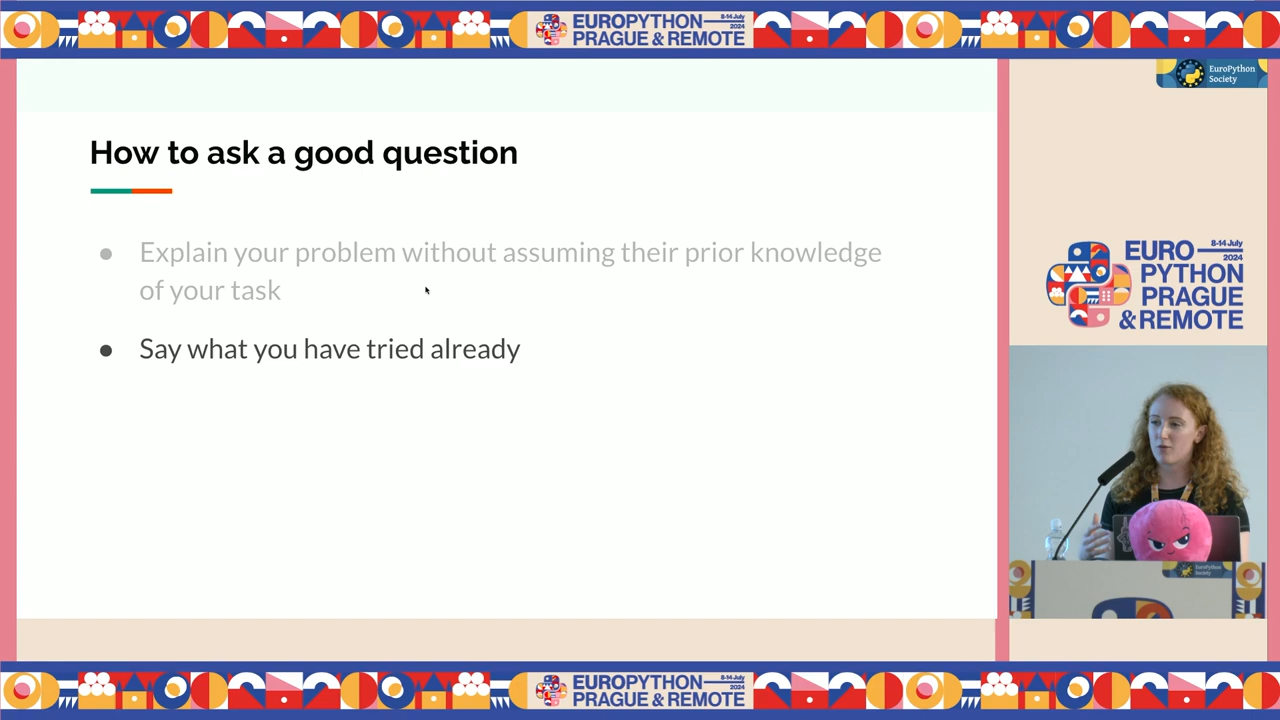 EUROPYTHON
8-14 July
2024
PRAGUE & REMOTE
EuroPython
Society
How to ask a good question
Explain your problem without assuming their prior knowledge
of your task
Say what you have tried already
EURO
8-14 July
2024
PYTHON
PRAGUE
& REMOTE
EuroPython
Society
EUROPYTHON
8-14 July
2024
PRAGUE & REMOTE